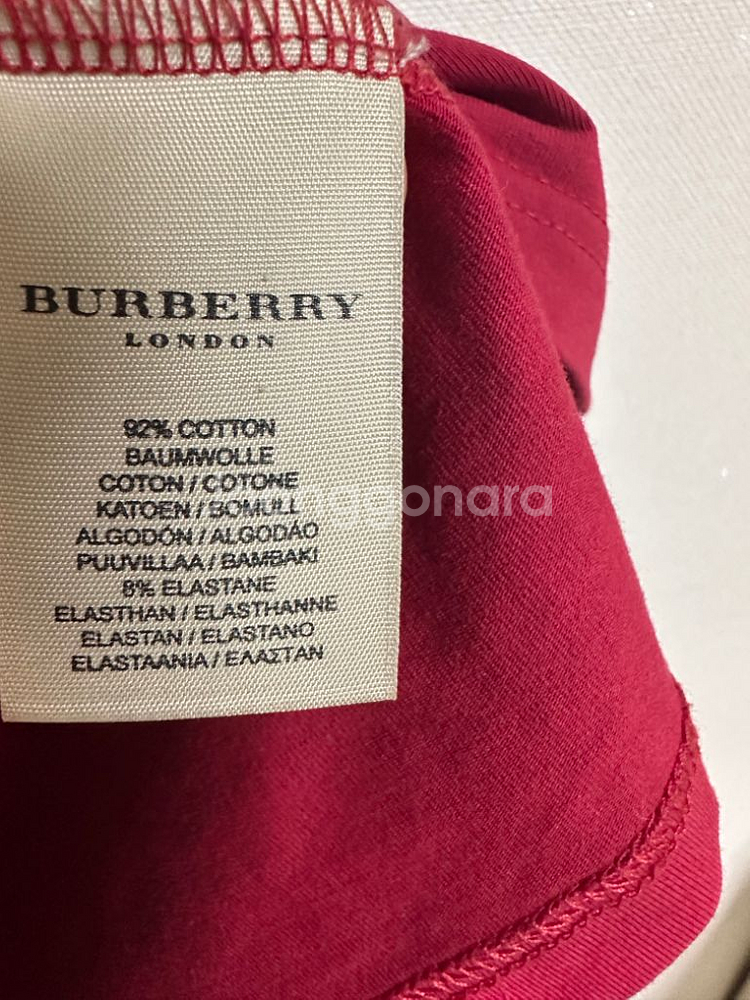 BURBERRY
LONDON
92% COTTON
BAUMWOLLE
COTON / COTONE
KATOEN / BOMULL
ALGODÓN / ALGODÃO
PUUVILLAA / BAMBAKI
8% ELASTANE
ELASTHAN / ELASTHANNE
ELASTAN / ELASTANO
ELASTAANIA / ΕΛΑΣΤΑΝ